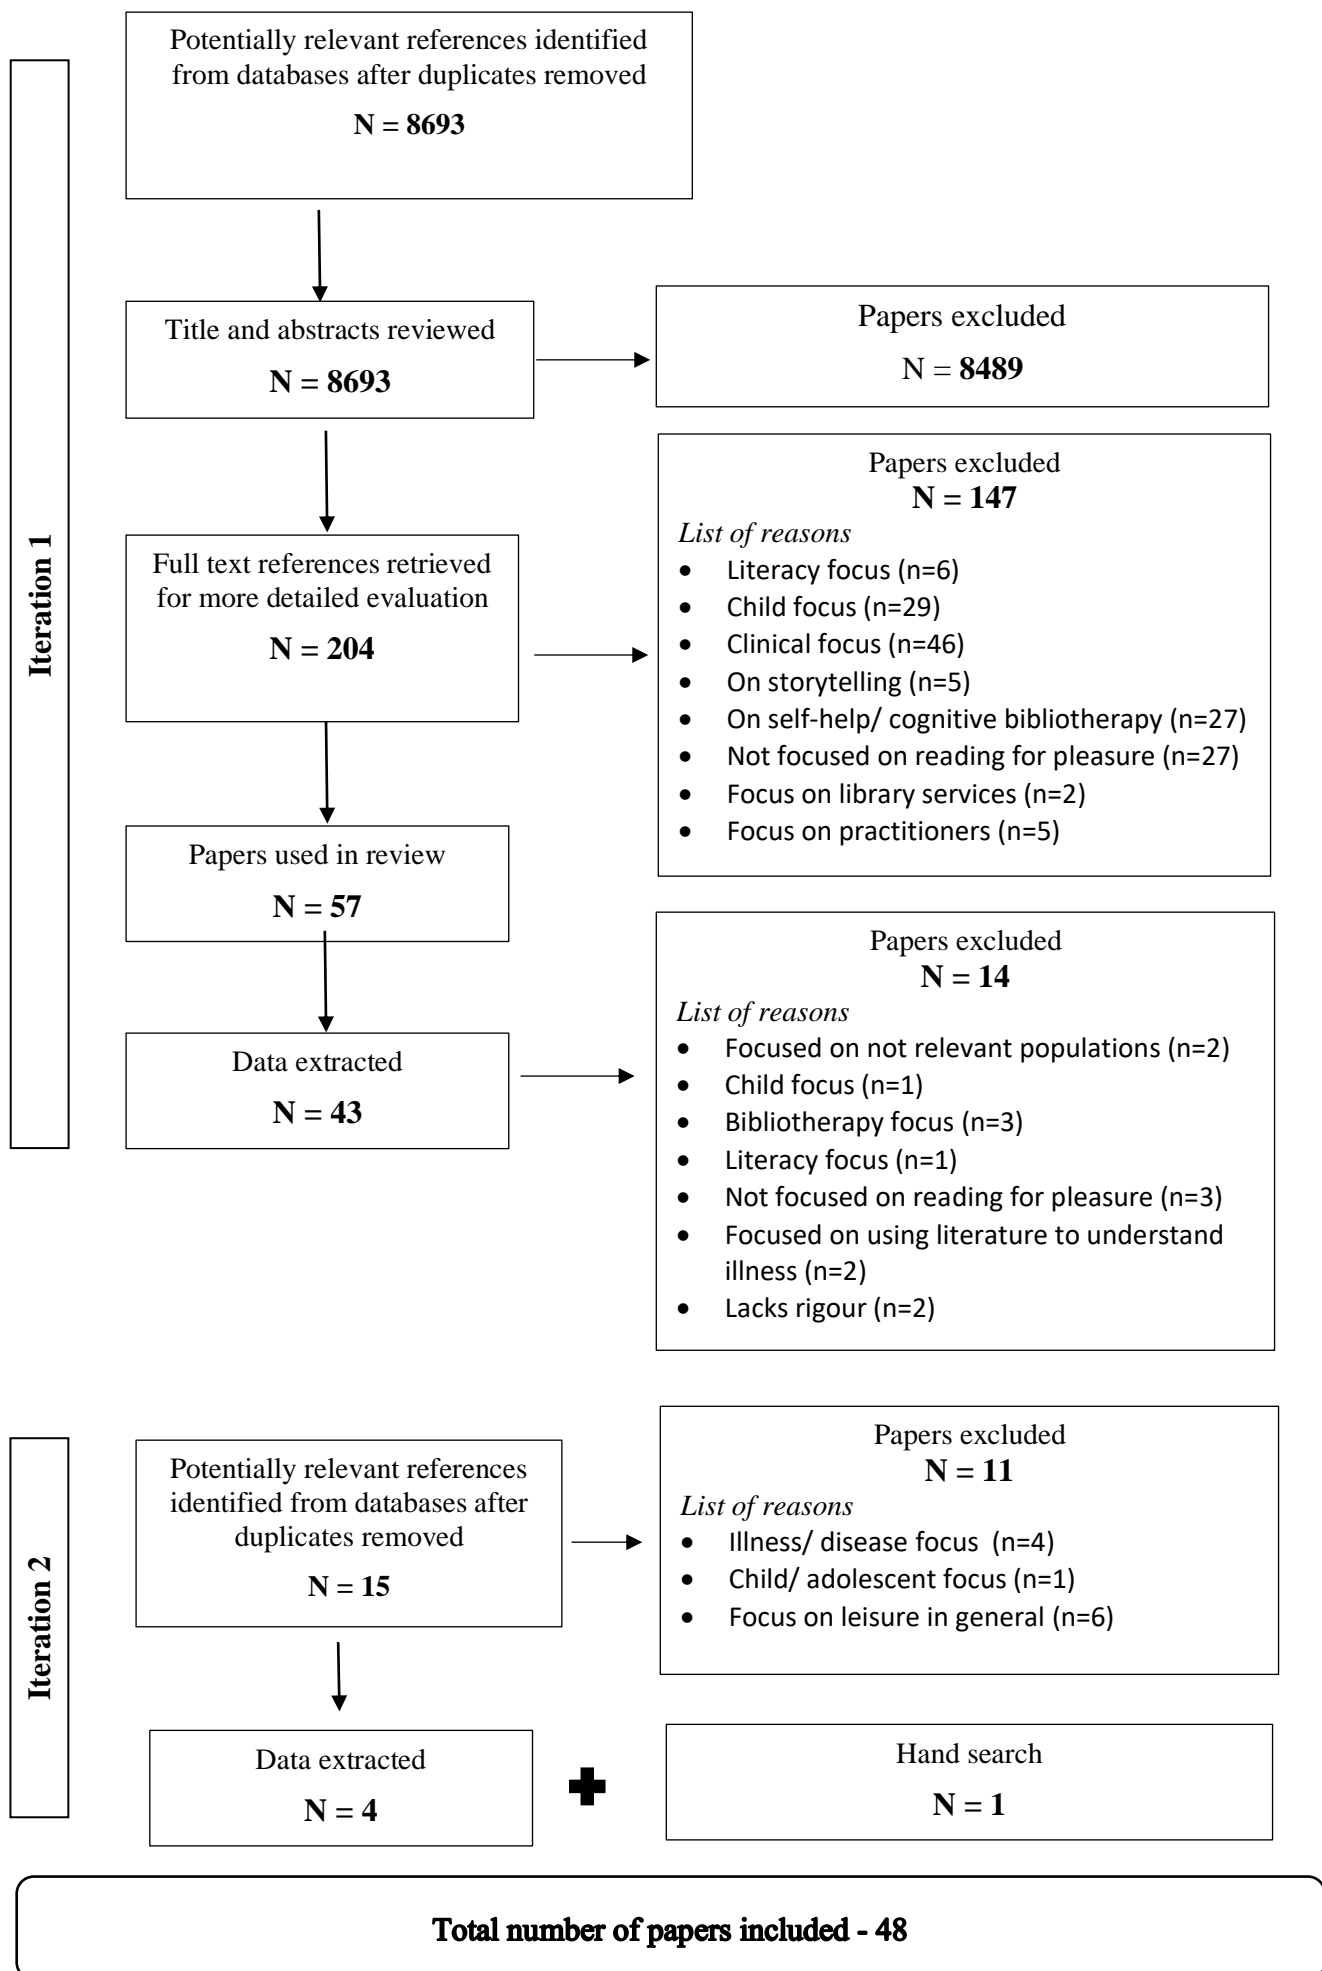 Potentially relevant references identified
from databases after duplicates removed
N = 8693
Iteration 1
Title and abstracts reviewed
N = 8693
Papers excluded
N = 8489
Full text references retrieved
for more detailed evaluation
N = 204
Papers excluded
N = 147
List of reasons
• Literacy focus (n=6)
• Child focus (n=29)
• Clinical focus (n=46)
• On storytelling (n=5)
• On self-help/ cognitive bibliotherapy (n=27)
• Not focused on reading for pleasure (n=27)
• Focus on library services (n=2)
• Focus on practitioners (n=5)
Papers used in review
N = 57
Papers excluded
N = 14
List of reasons
• Focused on not relevant populations (n=2)
• Child focus (n=1)
• Bibliotherapy focus (n=3)
• Literacy focus (n=1)
• Not focused on reading for pleasure (n=3)
• Focused on using literature to understand
illness (n=2)
• Lacks rigour (n=2)
Data extracted
N = 43
Iteration 2
Potentially relevant references
identified from databases after
duplicates removed
N = 15
Papers excluded
N = 11
List of reasons
• Illness/ disease focus  (n=4)
• Child/ adolescent focus (n=1)
• Focus on leisure in general (n=6)
Data extracted
N = 4
Hand search
N = 1
Total number of papers included - 48